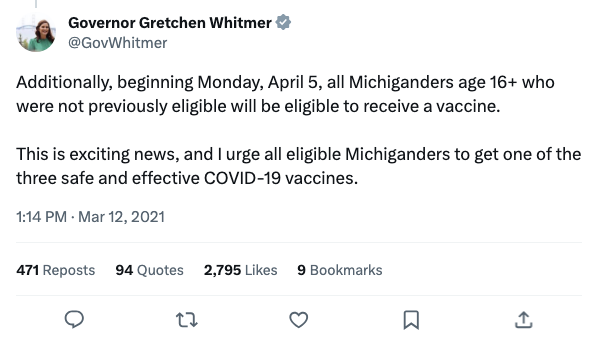 Governor Gretchen Whitmer
@GovWhitmer
Additionally, beginning Monday, April 5, all Michiganders age 16+ who
were not previously eligible will be eligible to receive a vaccine.
This is exciting news, and I urge all eligible Michiganders to get one of the
three safe and effective COVID-19 vaccines.
1:14 PM · Mar 12, 2021
471 Reposts 94 Quotes 2,795 Likes 9 Bookmarks